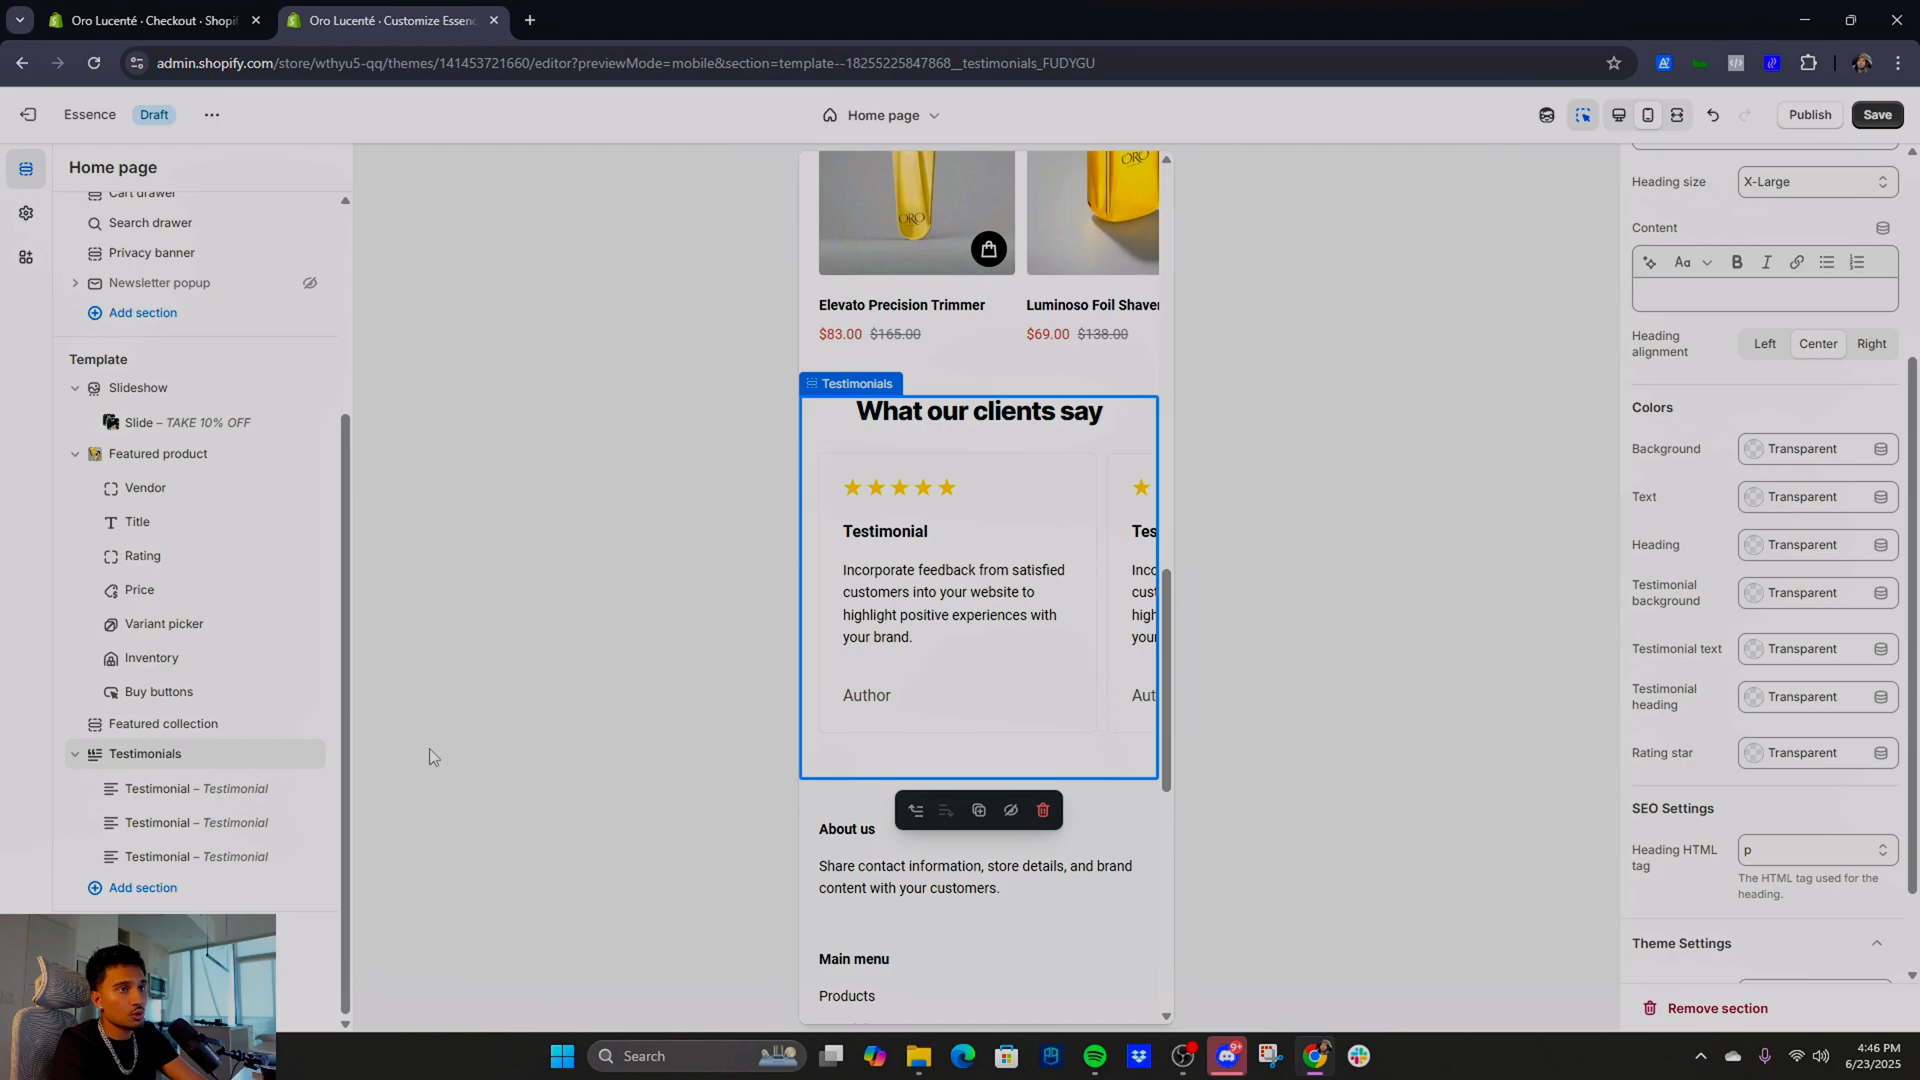 Oro Lucenté · Checkout · Shopif
Oro Lucenté · Customize Essenc
admin.shopify.com/store/wthyu5-qq/themes/141453721660/editor?previewMode=mobile&section=template--18255225847868__testimonials_FUDYGU
Essence
Draft
Home page
Publish
Save
Home page
Cart drawer
Search drawer
Privacy banner
Newsletter popup
Add section
Template
Slideshow
Slide – TAKE 10% OFF
Featured product
Vendor
Title
Rating
Price
Variant picker
Inventory
Buy buttons
Featured collection
Testimonials
Testimonial – Testimonial
Testimonial – Testimonial
Testimonial – Testimonial
Add section
ORO
ORO
Elevato Precision Trimmer
$83.00 $165.00
Luminoso Foil Shaver
$69.00 $138.00
Testimonials
What our clients say
Testimonial
Incorporate feedback from satisfied
customers into your website to
highlight positive experiences with
your brand.
Author
Tes
Inco
cust
high
you
Aut
About us
Share contact information, store details, and brand
content with your customers.
Main menu
Products
Heading size
X-Large
Content
Aa
B
I
Heading
alignment
Left
Center
Right
Colors
Background
Transparent
Text
Transparent
Heading
Transparent
Testimonial
background
Transparent
Testimonial text
Transparent
Testimonial
heading
Transparent
Rating star
Transparent
SEO Settings
Heading HTML
tag
p
The HTML tag used for the
heading.
Theme Settings
Remove section
Search
9+
4:46 PM
6/23/2025